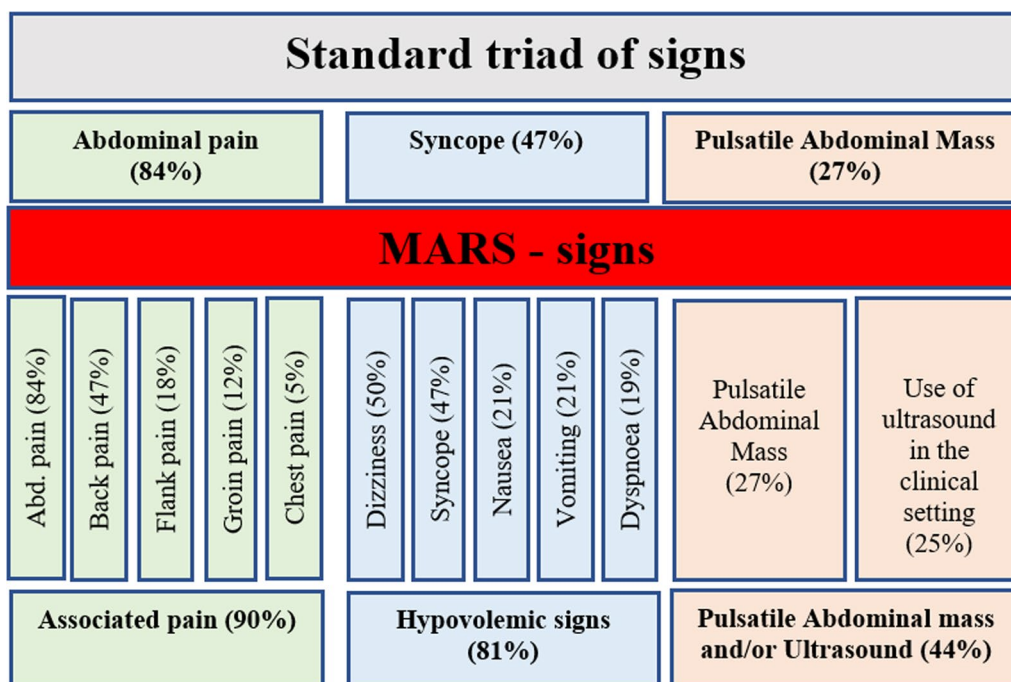 Standard triad of signs
Abdominal pain
(84%)
Syncope (47%)
Pulsatile Abdominal Mass
(27%)
MARS - signs
Abd. pain (84%)
Back pain (47%)
Flank pain (18%)
Groin pain (12%)
Chest pain (5%)
Dizziness (50%)
Syncope (47%)
Nausea (21%)
Vomiting (21%)
Dyspnoea (19%)
Pulsatile
Abdominal
Mass
(27%)
Use of
ultrasound
in the
clinical
setting
(25%)
Associated pain (90%)
Hypovolemic signs
(81%)
Pulsatile Abdominal mass
and/or Ultrasound (44%)